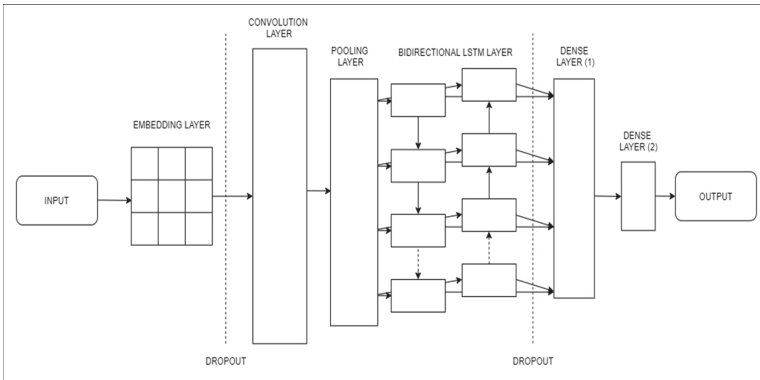 CONVOLUTION
LAYER
POOLING
LAYER
BIDIRECTIONAL LSTM LAYER
DENSE
LAYER (1)
EMBEDDING LAYER
DENSE
LAYER (2)
INPUT
OUTPUT
DROPOUT
DROPOUT